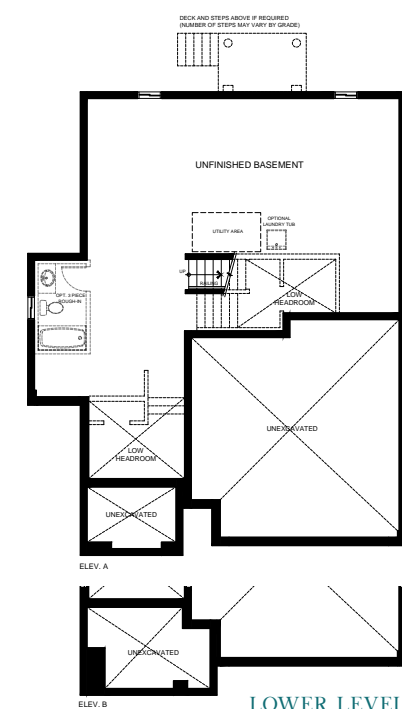 DECK AND STEPS ABOVE IF REQUIRED
(NUMBER OF STEPS MAY VARY BY GRADE)
UNFINISHED BASEMENT
UTILITY AREA
OPTIONAL
LAUNDRY TUB
UP
RAILING
OPT. 3 PIECE
ROUGH-IN
LOW
HEADROOM
UNEXCAVATED
LOW
HEADROOM
UNEXCAVATED
ELEV. A
UNEXCAVATED
ELEV. B
LOWER LEVEL